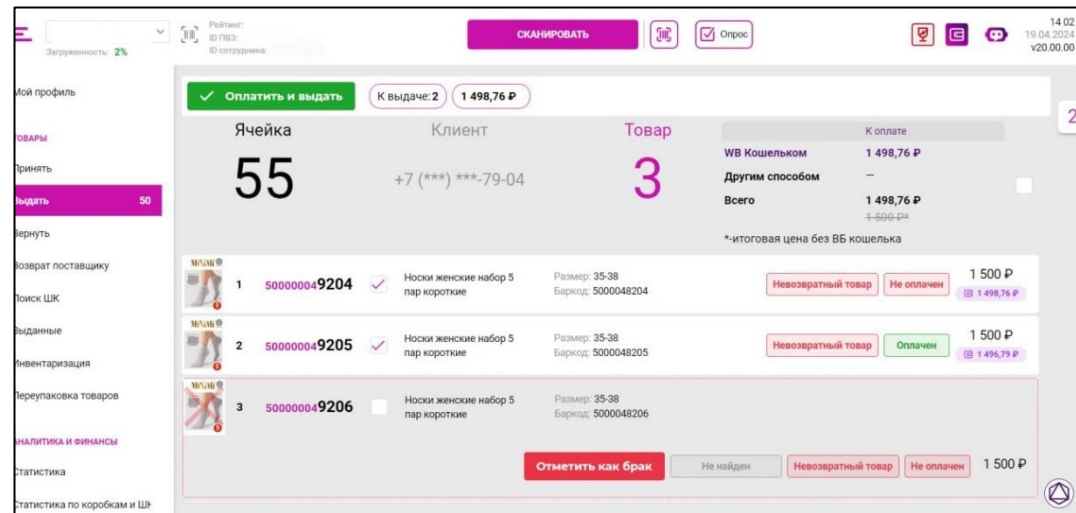 Загруженность: 2%
Рейтинг:
ID ПВЗ:
ID сотрудника:
СКАНИРОВАТЬ
Опрос
14 02
19.04.2024
v20.00.00
Мой профиль
ТОВАРЫ
Принять
Выдать 50
Вернуть
Возврат поставщику
Поиск ШК
Выданные
Инвентаризация
Переупаковка товаров
АНАЛИТИКА И ФИНАНСЫ
Статистика
Статистика по коробкам и ШК
Оплатить и выдать К выдаче: 2 1 498,76 ₽
2
Ячейка Клиент Товар
55 +7 (***) ***-79-04 3
К оплате
WB Кошельком 1 498,76 ₽
Другим способом –
Всего 1 498,76 ₽
1 500 ₽*
*-итоговая цена без ВБ кошелька
MiNiMi
1 500000049204 Носки женские набор 5 Размер: 35-38 Невозвратный товар Не оплачен 1 500 ₽
пар короткие Баркод: 5000048204 1 498,76 ₽
MiNiMi
2 500000049205 Носки женские набор 5 Размер: 35-38 Невозвратный товар Оплачен 1 500 ₽
пар короткие Баркод: 5000048205 1 496,79 ₽
MiNiMi
3 500000049206 Носки женские набор 5 Размер: 35-38
пар короткие Баркод: 5000048206
Отметить как брак Не найден Невозвратный товар Не оплачен 1 500 ₽